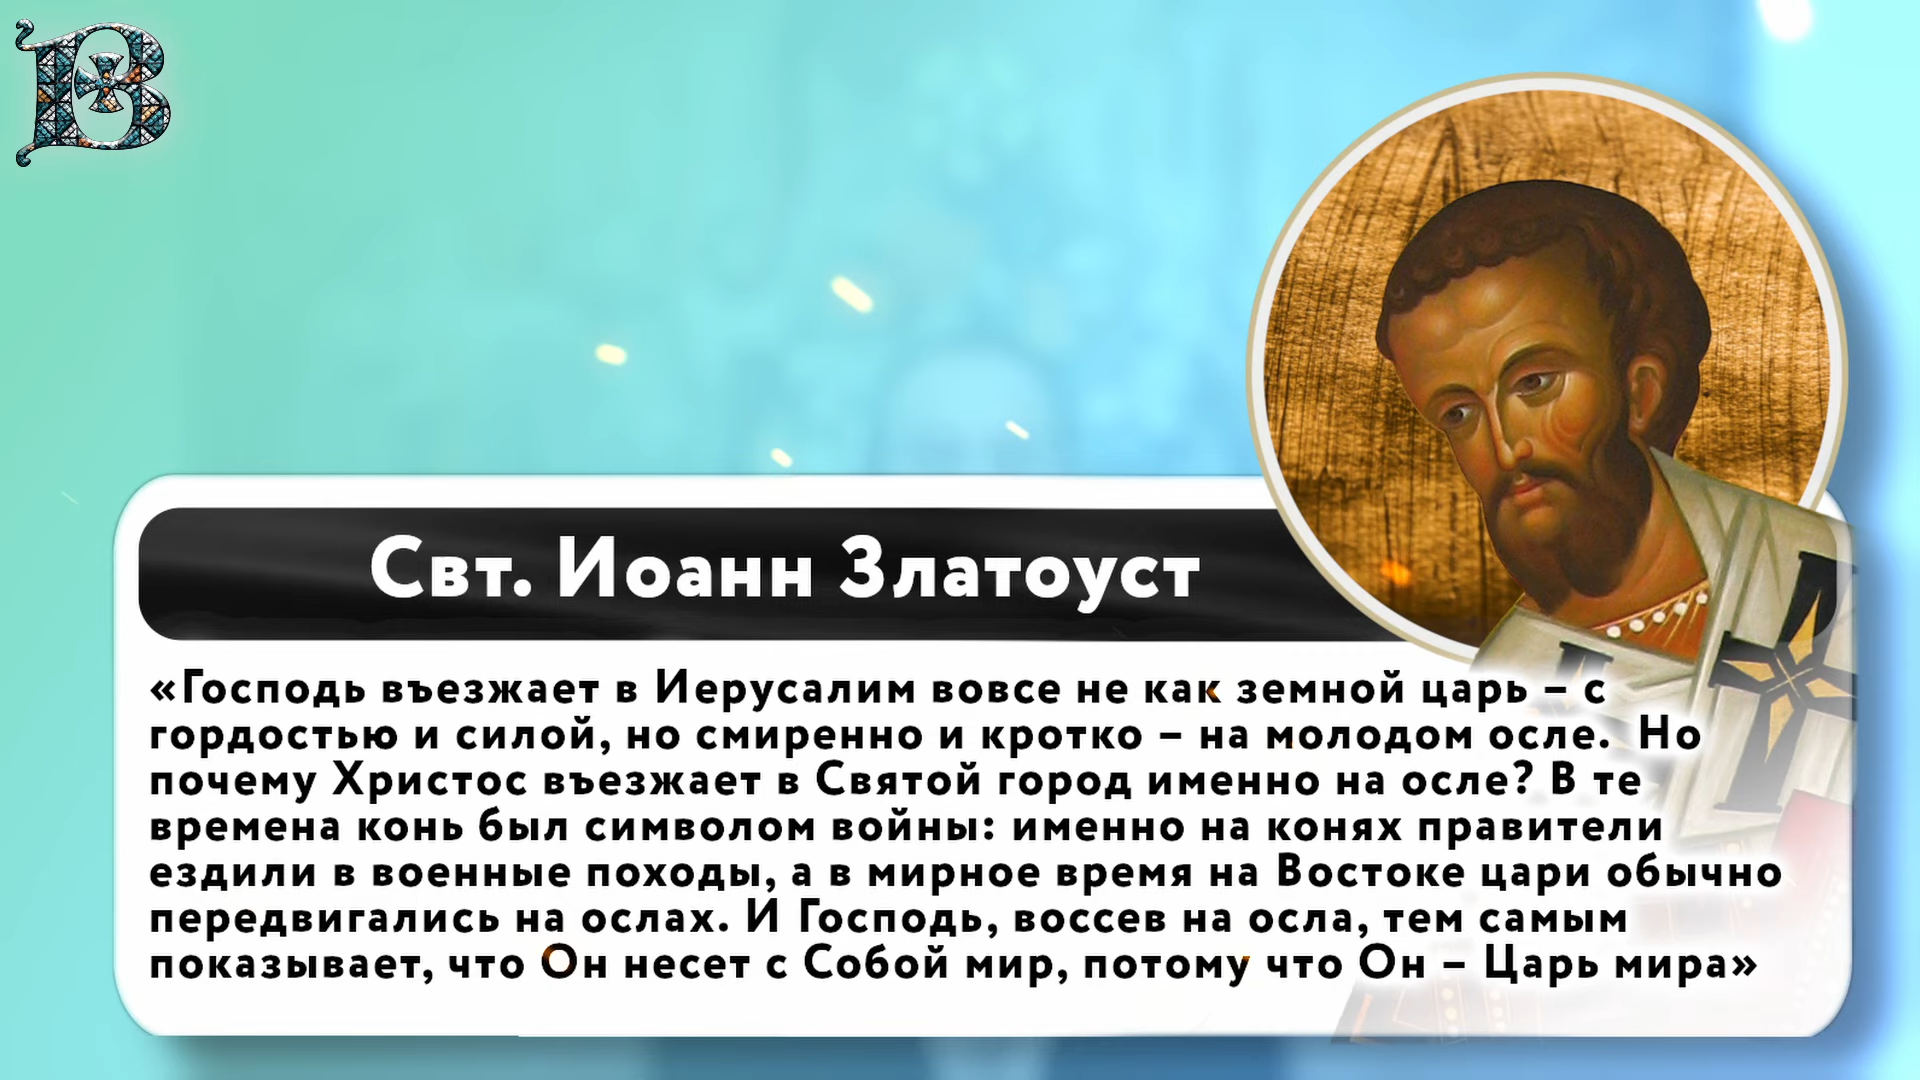 В
Свт. Иоанн Златоуст
«Господь въезжает в Иерусалим вовсе не как земной царь – с
гордостью и силой, но смиренно и кротко – на молодом осле. Но
почему Христос въезжает в Святой город именно на осле? В те
времена конь был символом войны: именно на конях правители
ездили в военные походы, а в мирное время на Востоке цари обычно
передвигались на ослах. И Господь, воссев на осла, тем самым
показывает, что Он несет с Собой мир, потому что Он – Царь мира»